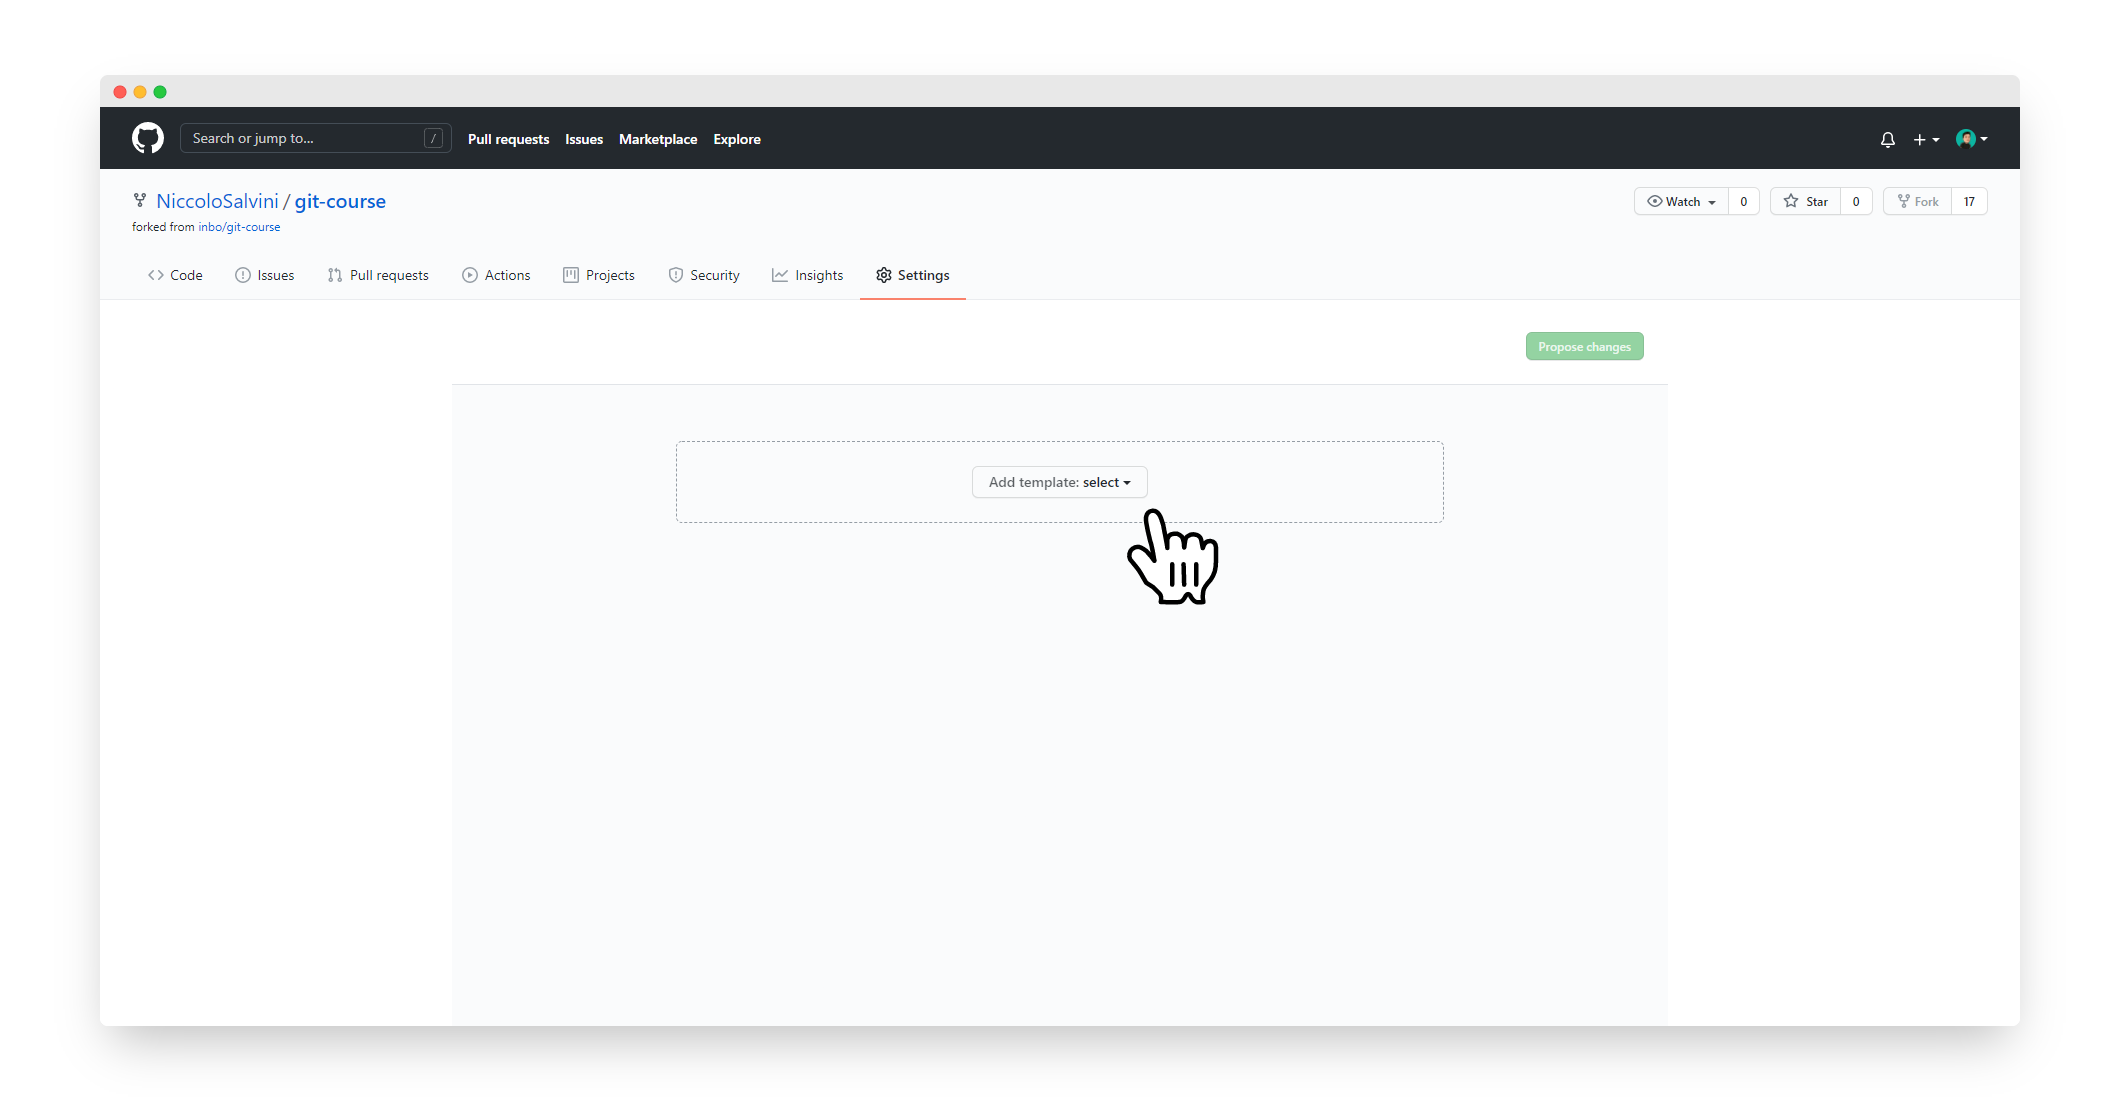 Search or jump to... / Pull requests Issues Marketplace Explore
NiccoloSalvini / git-course Watch 0 Star 0 Fork 17
forked from inbo/git-course
Code Issues Pull requests Actions Projects Security Insights Settings
Propose changes
Add template: select